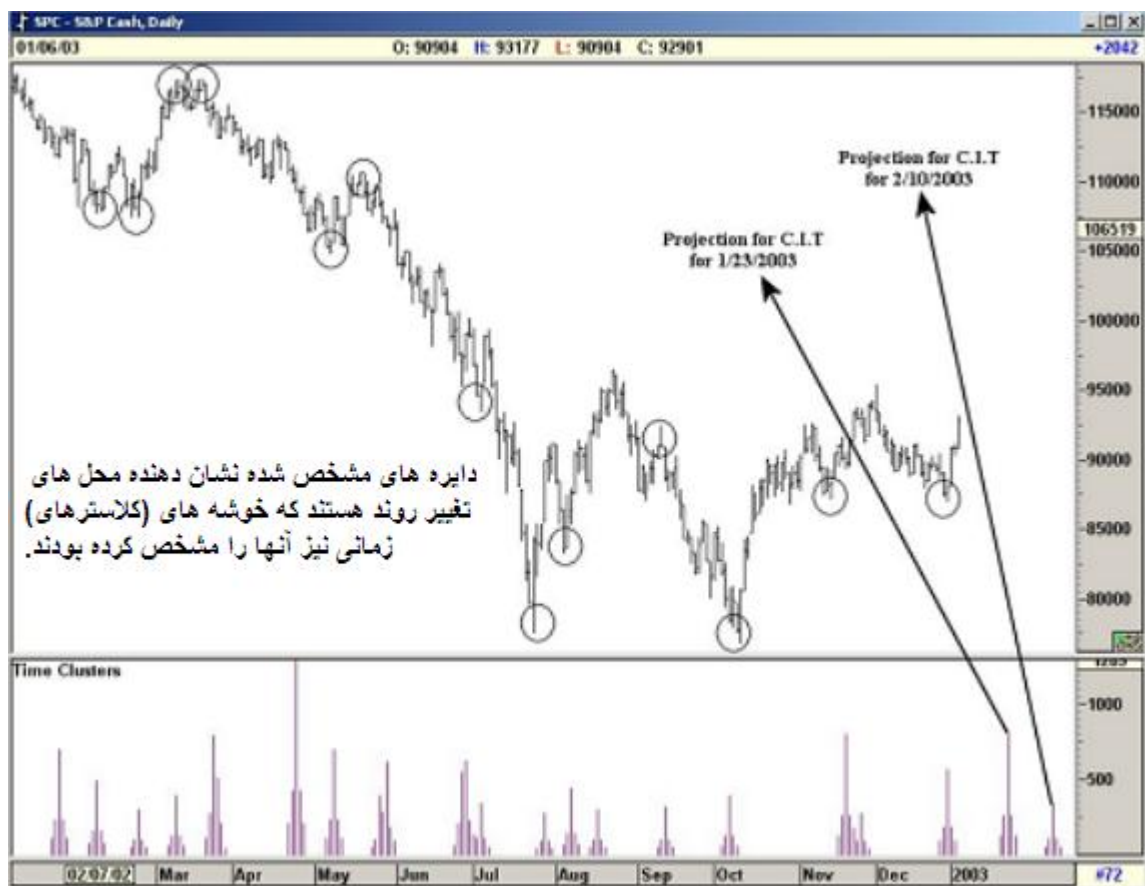 SPC - S&P Cash, Daily
01/06/03 O: 90904 H: 93177 L: 90904 C: 92901 +2042
115000
Projection for C.I.T
for 2/10/2003
110000
106519
Projection for C.I.T
for 1/23/2003
105000
100000
95000
90000
دایره های مشخص شده نشان دهنده محل های
تغییر روند هستند که خوشه های (کلاسترهای)
زمانی نیز آنها را مشخص کرده بودند.
85000
80000
Time Clusters
1000
500
02/07/02 Mar Apr May Jun Jul Aug Sep Oct Nov Dec 2003 #72